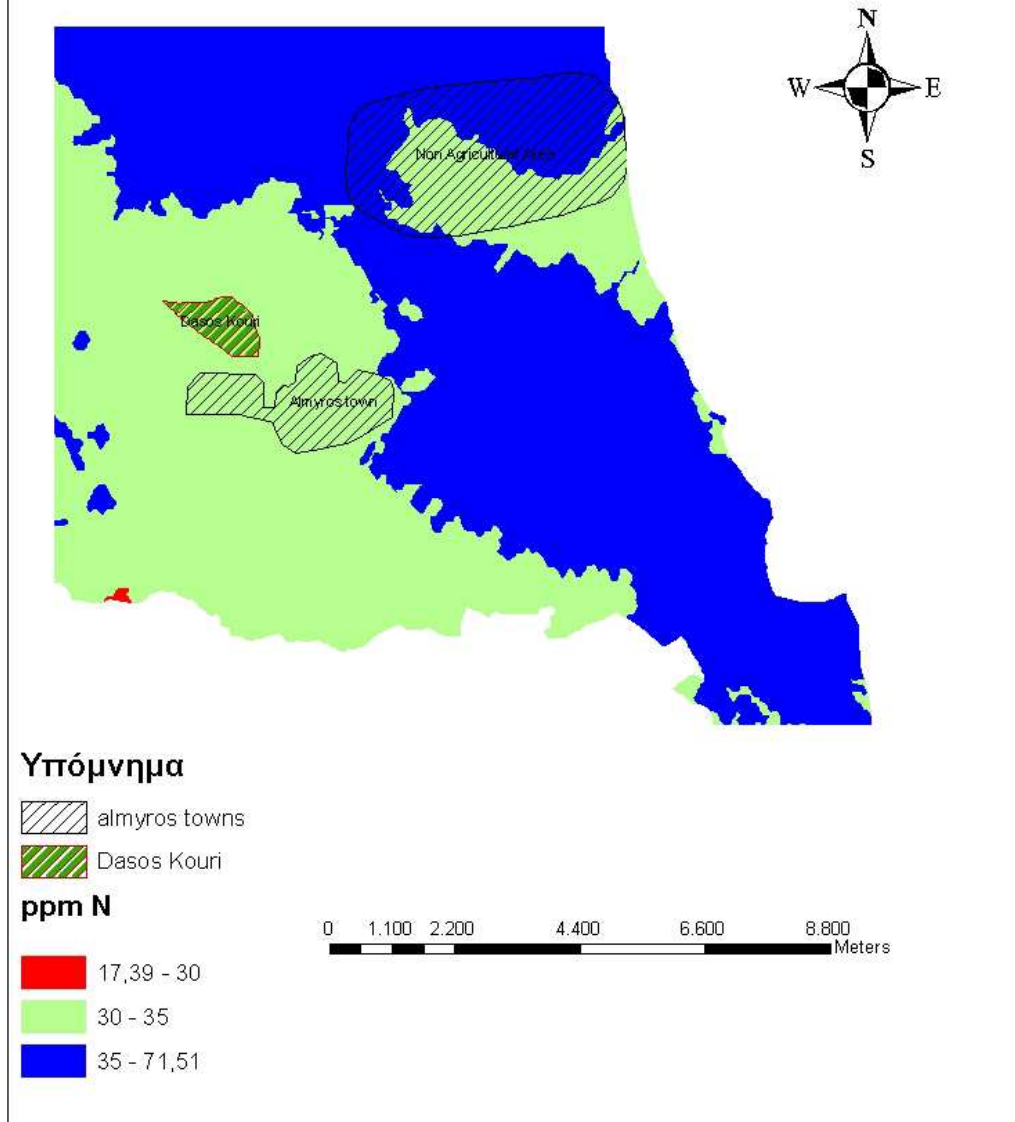 N
W E
S
Non Agricultural Area
Dasos Kouri
Almyros town
Υπόμνημα
almyros towns
Dasos Kouri
ppm N
0 1.100 2.200 4.400 6.600 8.800
Meters
17,39 - 30
30 - 35
35 - 71,51